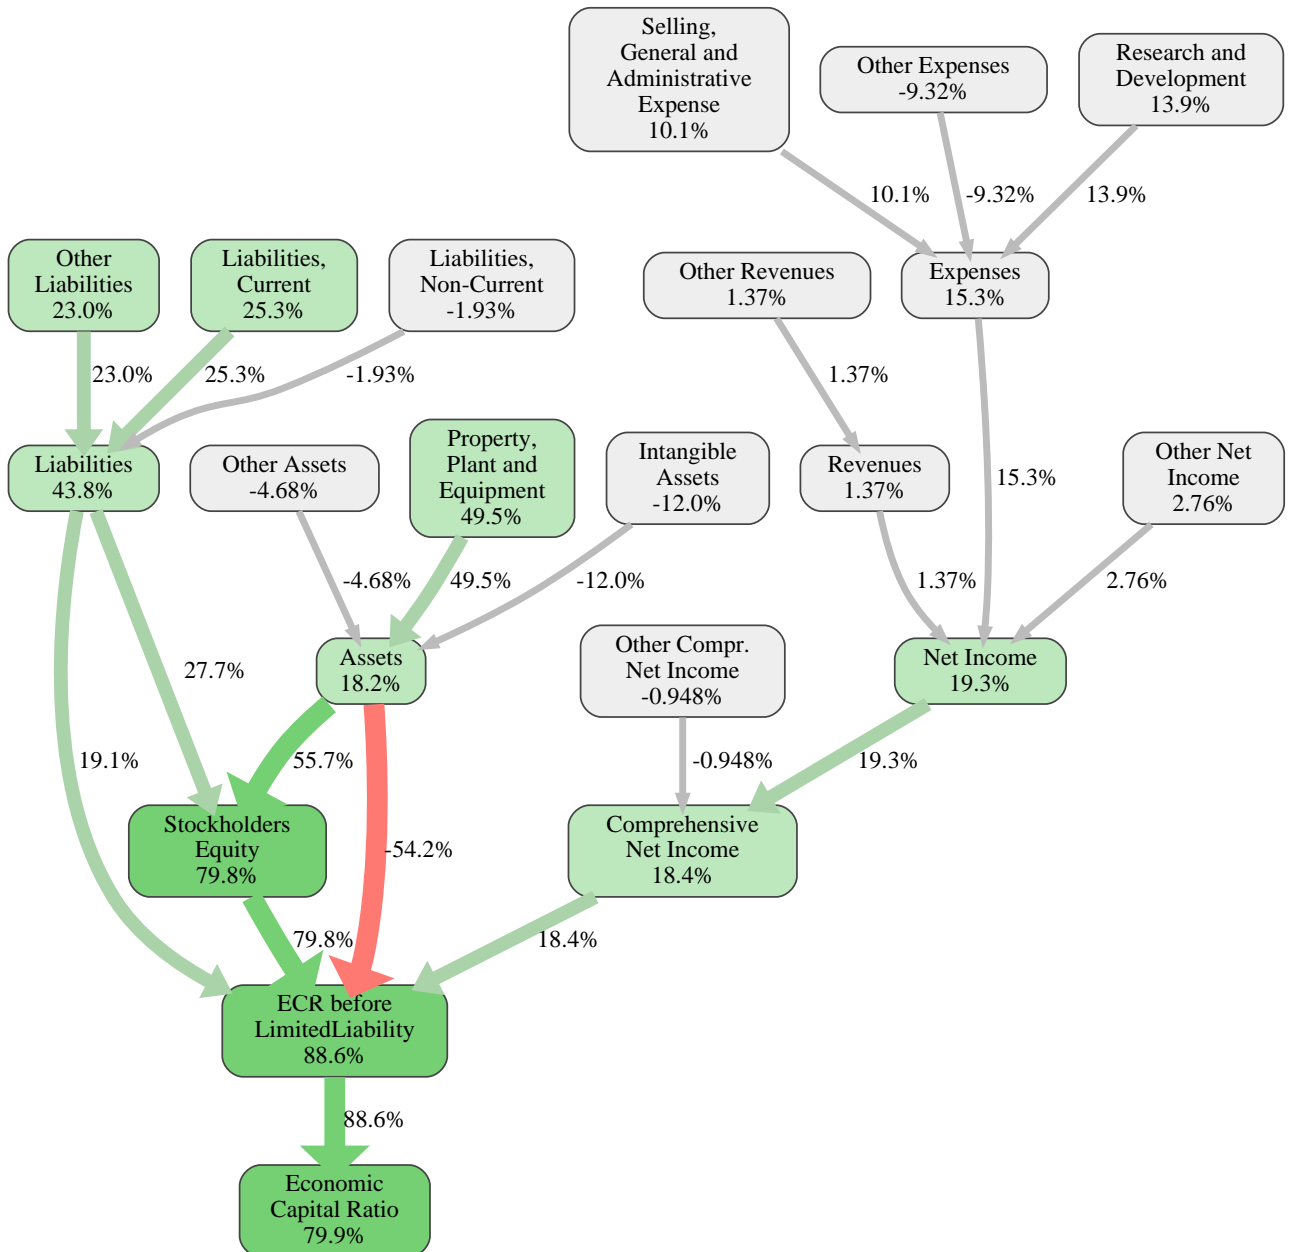 Selling,
General and
Administrative
Expense
10.1%
Other Expenses
-9.32%
Research and
Development
13.9%
10.1%
-9.32%
13.9%
Other
Liabilities
23.0%
Liabilities,
Current
25.3%
Liabilities,
Non-Current
-1.93%
Other Revenues
1.37%
Expenses
15.3%
23.0%
25.3%
-1.93%
1.37%
Liabilities
43.8%
Other Assets
-4.68%
Property,
Plant and
Equipment
49.5%
Intangible
Assets
-12.0%
Revenues
1.37%
15.3%
Other Net
Income
2.76%
-4.68%
49.5%
-12.0%
1.37%
2.76%
27.7%
Assets
18.2%
Other Compr.
Net Income
-0.948%
Net Income
19.3%
19.1%
55.7%
-0.948%
19.3%
Stockholders
Equity
79.8%
-54.2%
Comprehensive
Net Income
18.4%
79.8%
18.4%
ECR before
LimitedLiability
88.6%
88.6%
Economic
Capital Ratio
79.9%